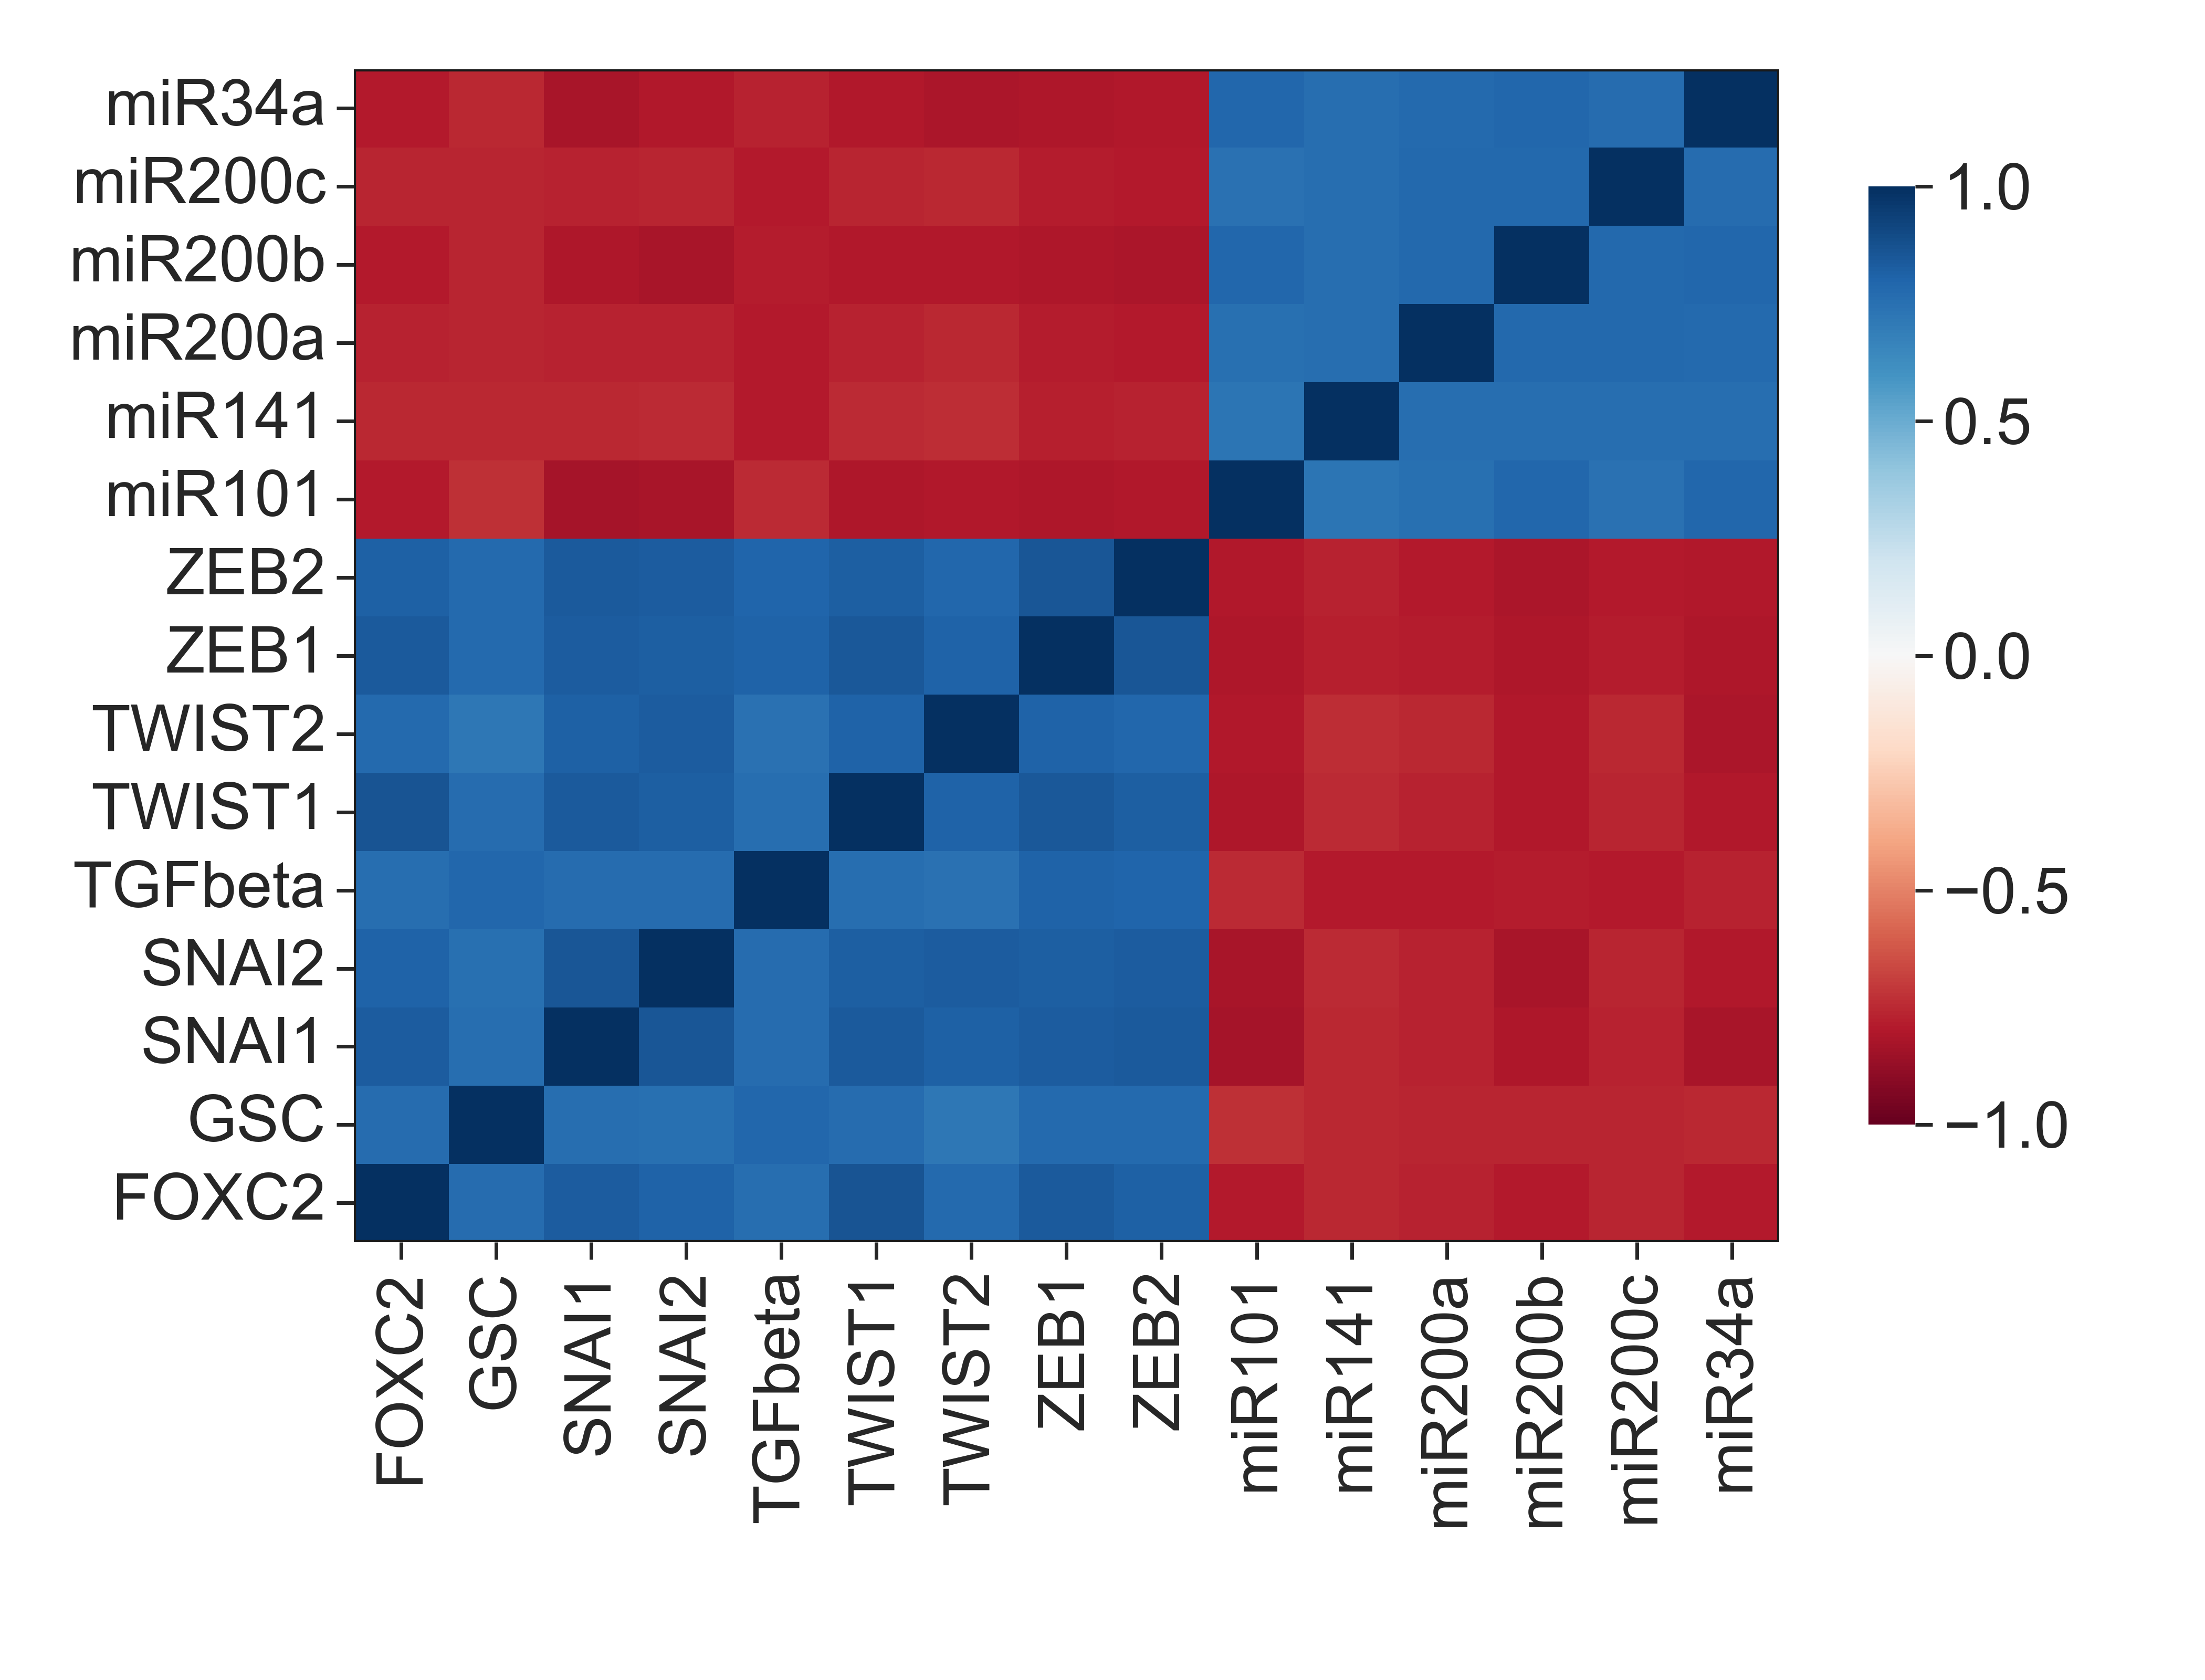 miR34a
miR200c
miR200b
miR200a
miR141
miR101
ZEB2
ZEB1
TWIST2
TWIST1
TGFbeta
SNAI2
SNAI1
GSC
FOXC2
FOXC2
GSC
SNAI1
SNAI2
TGFbeta
TWIST1
TWIST2
ZEB1
ZEB2
miR101
miR141
miR200a
miR200b
miR200c
miR34a
1.0
0.5
0.0
−0.5
−1.0